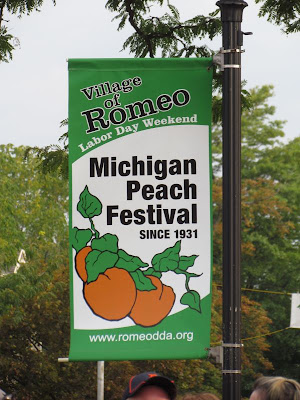 Village
of
Romeo
Labor Day Weekend
Michigan
Peach
Festival
SINCE 1931
www.romeodda.org